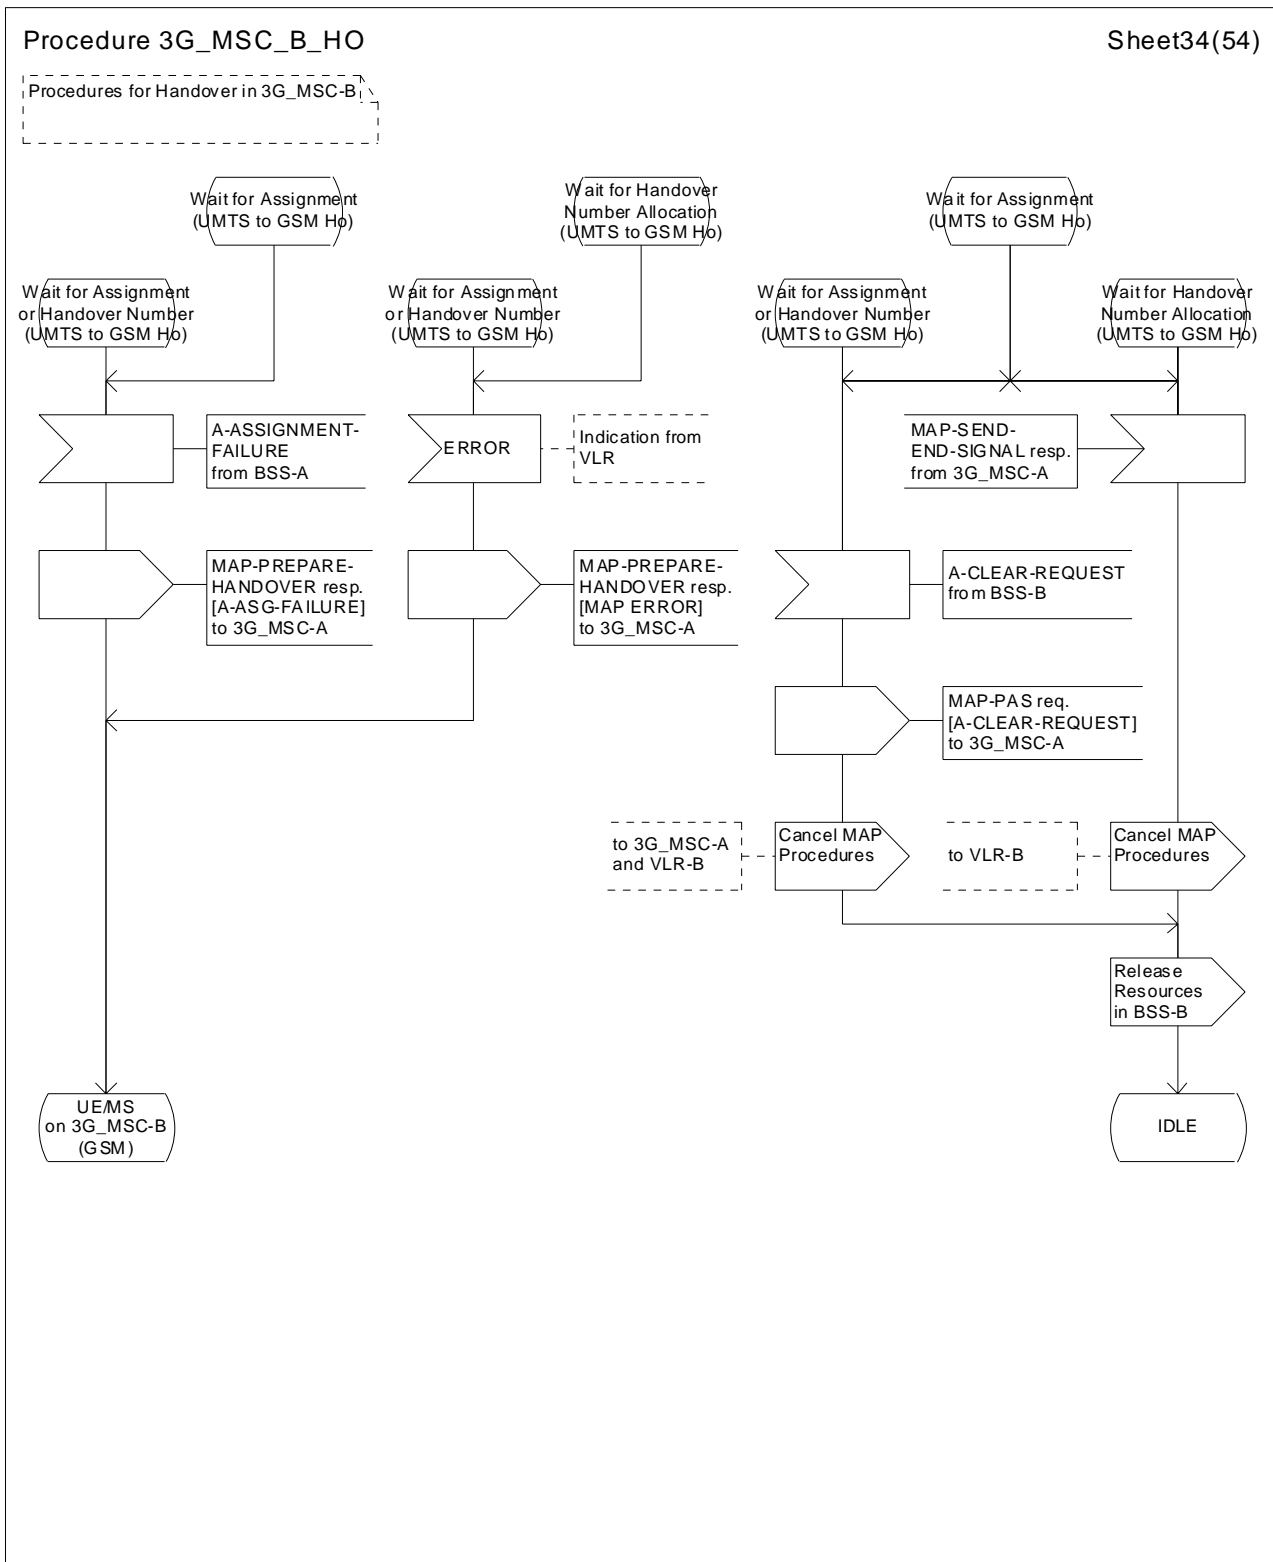 Procedure 3G_MSC_B_HO
Sheet34(54)
Procedures for Handover in 3G_MSC-B
Wait for Assignment
(UMTS to GSM Ho)
Wait for Handover
Number Allocation
(UMTS to GSM Ho)
Wait for Assignment
(UMTS to GSM Ho)
Wait for Assignment
or Handover Number
(UMTS to GSM Ho)
Wait for Assignment
or Handover Number
(UMTS to GSM Ho)
Wait for Assignment
or Handover Number
(UMTS to GSM Ho)
Wait for Handover
Number Allocation
(UMTS to GSM Ho)
A-ASSIGNMENT-
FAILURE
from BSS-A
ERROR
Indication from
VLR
MAP-SEND-
END-SIGNAL resp.
from 3G_MSC-A
MAP-PREPARE-
HANDOVER resp.
[A-ASG-FAILURE]
to 3G_MSC-A
MAP-PREPARE-
HANDOVER resp.
[MAP ERROR]
to 3G_MSC-A
A-CLEAR-REQUEST
from BSS-B
MAP-PAS req.
[A-CLEAR-REQUEST]
to 3G_MSC-A
to 3G_MSC-A
and VLR-B
Cancel MAP
Procedures
to VLR-B
Cancel MAP
Procedures
Release
Resources
in BSS-B
UE/MS
on 3G_MSC-B
(GSM)
IDLE